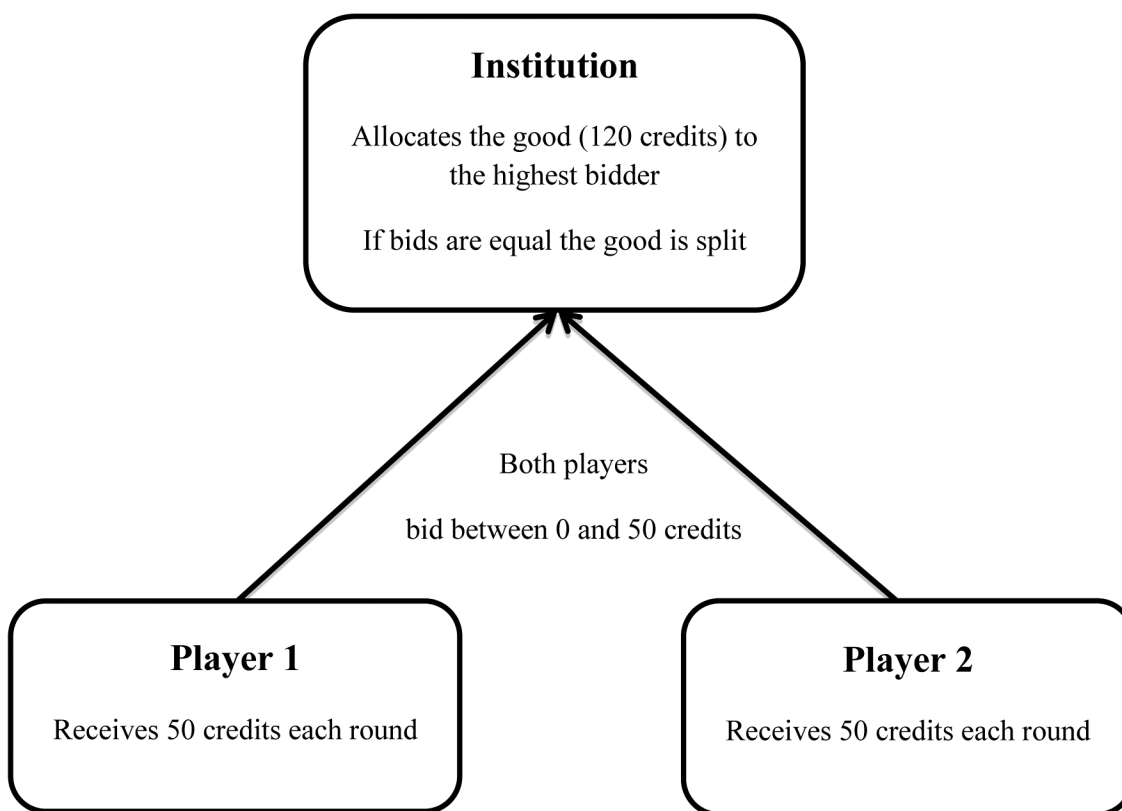 Institution
Allocates the good (120 credits) to
the highest bidder
If bids are equal the good is split
Both players
bid between 0 and 50 credits
Player 1
Receives 50 credits each round
Player 2
Receives 50 credits each round